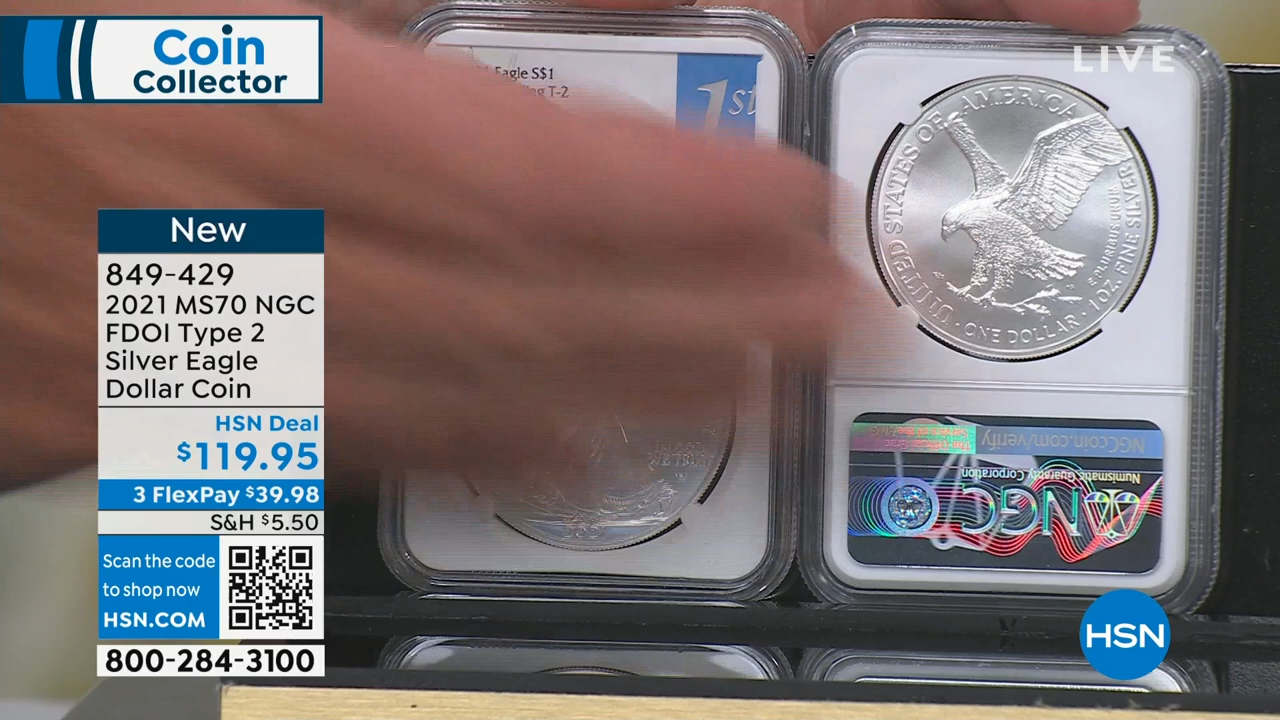 Coin
Collector
LIVE
New
849-429
2021 MS70 NGC
FDOI Type 2
Silver Eagle
Dollar Coin
HSN Deal
$119.95
3 FlexPay $39.98
S&H $5.50
Scan the code
to shop now
HSN.COM
800-284-3100
Eagle S$1
T-2
1st
UNITED STATES OF AMERICA
E PLURIBUS UNUM
1 OZ. FINE SILVER · ONE DOLLAR ·
NGCcoin.com/verify
Numismatic Guaranty Corporation
NGC
HSN